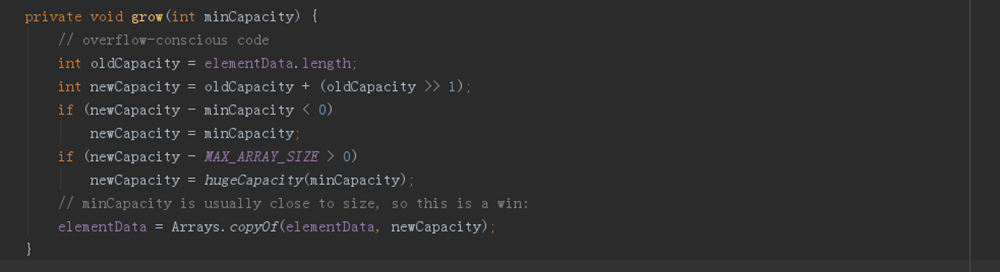 private void grow(int minCapacity) {
    // overflow-conscious code
    int oldCapacity = elementData.length;
    int newCapacity = oldCapacity + (oldCapacity >> 1);
    if (newCapacity - minCapacity < 0)
        newCapacity = minCapacity;
    if (newCapacity - MAX_ARRAY_SIZE > 0)
        newCapacity = hugeCapacity(minCapacity);
    // minCapacity is usually close to size, so this is a win:
    elementData = Arrays.copyOf(elementData, newCapacity);
}